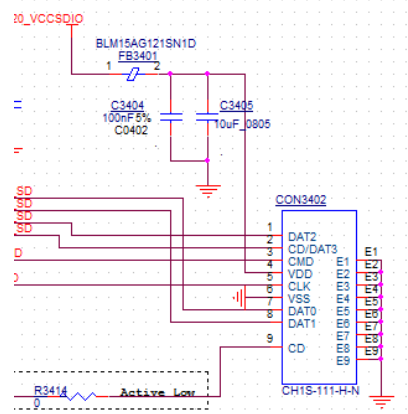 20_VCCSDIO
BLM15AG121SN1D
FB3401
1 2
C3404
100nF5%
C0402
C3405
10uF_0805
CON3402
SD
SD
SD
SD
D
1 DAT2
2 CD/DAT3
3 CMD
4 VDD
5 CLK
6 VSS
7 DAT0
8 DAT1
9 CD
E1 E1
E2 E2
E3 E3
E4 E4
E5 E5
E6 E6
E7 E7
E8 E8
E9 E9
CH1S-111-H-N
R3414
0
Active Low